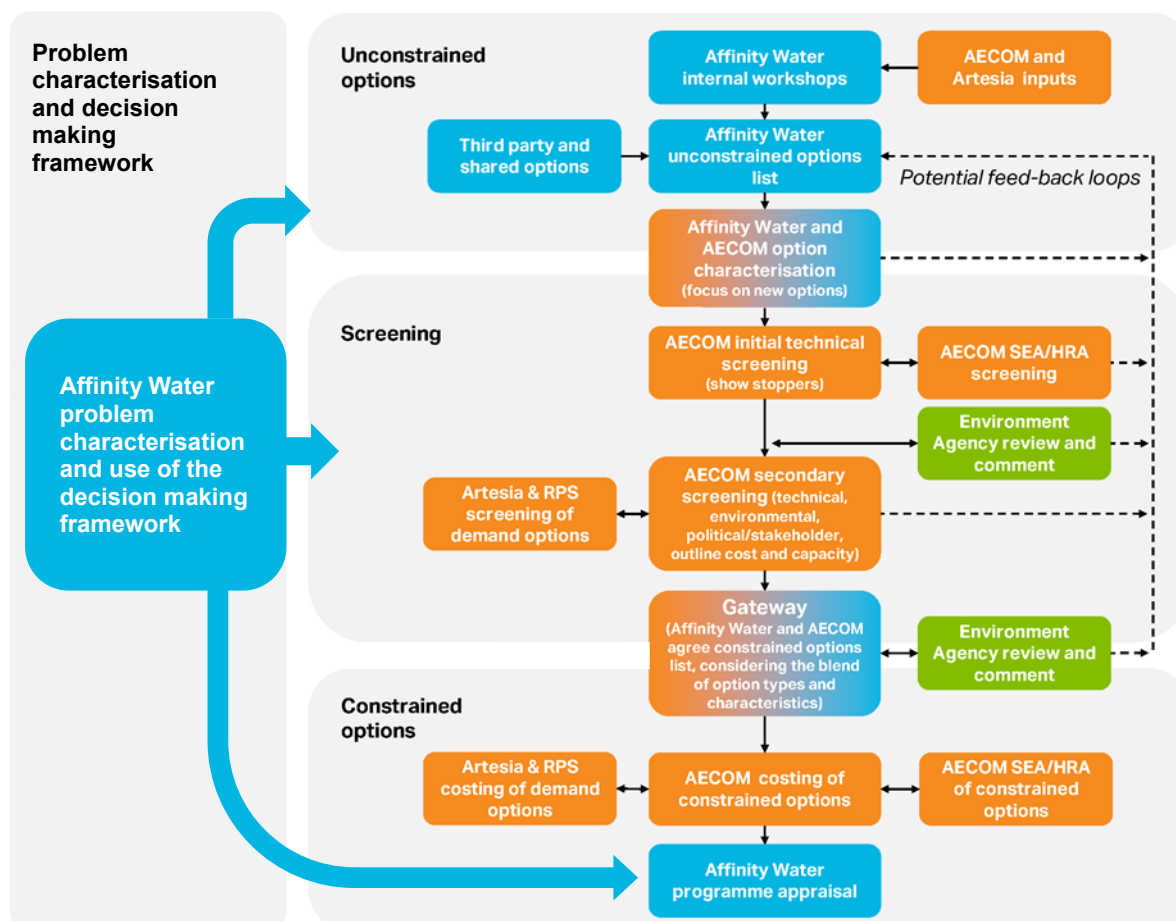 Problem
characterisation
and decision
making
framework
Affinity Water
problem
characterisation
and use of the
decision making
framework
Unconstrained
options
Affinity Water
internal workshops
AECOM and
Artesia inputs
Third party and
shared options
Affinity Water
unconstrained options
list
Potential feed-back loops
Affinity Water and
AECOM option
characterisation
(focus on new options)
Screening
AECOM initial technical
screening
(show stoppers)
AECOM SEA/HRA
screening
Environment
Agency review and
comment
Artesia & RPS
screening of
demand options
AECOM secondary
screening (technical,
environmental,
political/stakeholder,
outline cost and capacity)
Gateway
(Affinity Water and AECOM
agree constrained options
list, considering the blend
of option types and
characteristics)
Environment
Agency review and
comment
Constrained
options
Artesia & RPS
costing of demand
options
AECOM costing of
constrained options
AECOM SEA/HRA
of constrained
options
Affinity Water
programme appraisal